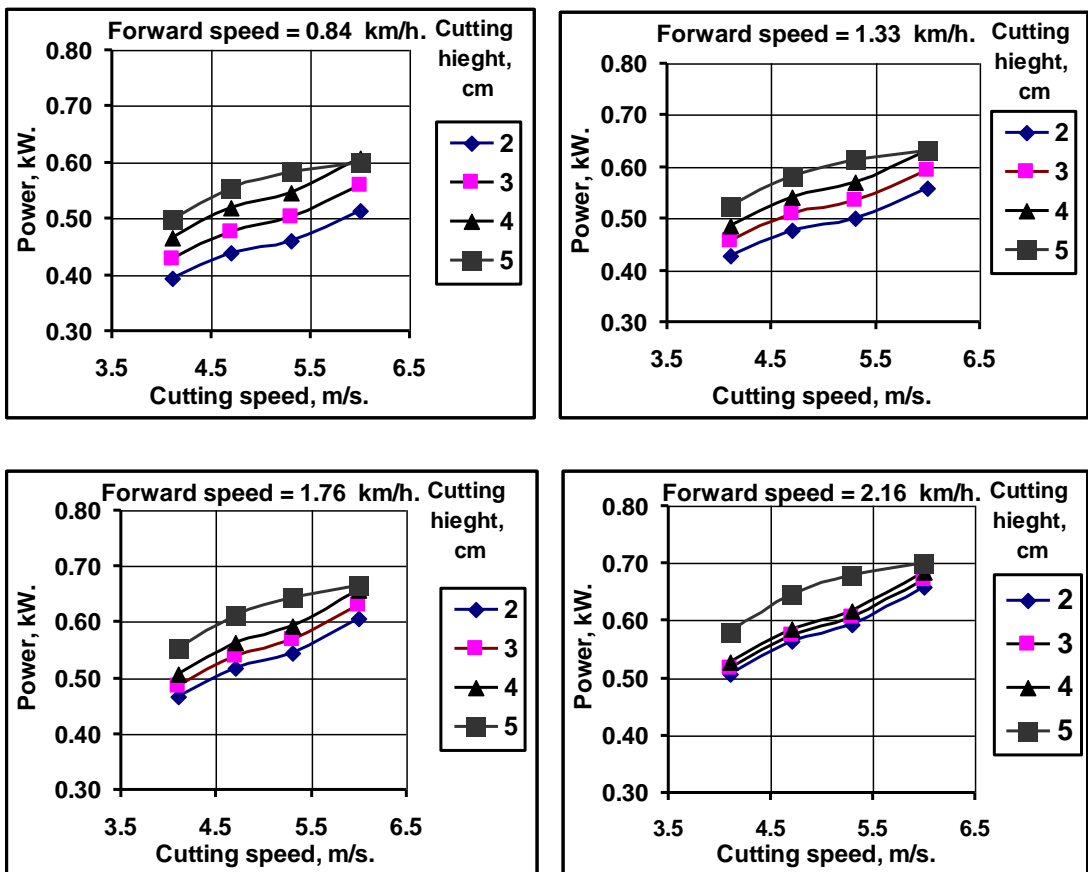 Forward speed = 0.84 km/h.
Cutting
hieght,
cm
0.80
0.70
0.60
0.50
0.40
0.30
Power, kW.
3.5 4.5 5.5 6.5
Cutting speed, m/s.
2
3
4
5
Forward speed = 1.33 km/h.
Cutting
hieght,
cm
0.80
0.70
0.60
0.50
0.40
0.30
Power, kW.
3.5 4.5 5.5 6.5
Cutting speed, m/s.
2
3
4
5
Forward speed = 1.76 km/h.
Cutting
hieght,
cm
0.80
0.70
0.60
0.50
0.40
0.30
Power, kW.
3.5 4.5 5.5 6.5
Cutting speed, m/s.
2
3
4
5
Forward speed = 2.16 km/h.
Cutting
hieght,
cm
0.80
0.70
0.60
0.50
0.40
0.30
Power, kW.
3.5 4.5 5.5 6.5
Cutting speed, m/s.
2
3
4
5